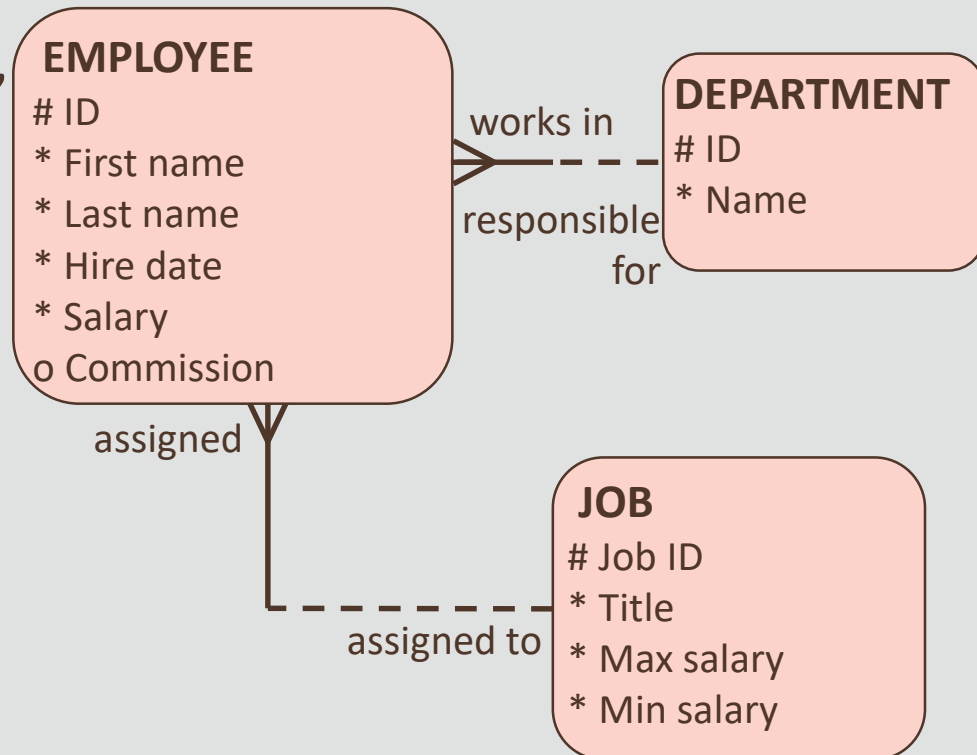 EMPLOYEE
# ID
* First name
* Last name
* Hire date
* Salary
o Commission
works in
responsible
for
DEPARTMENT
# ID
* Name
assigned
assigned to
JOB
# Job ID
* Title
* Max salary
* Min salary